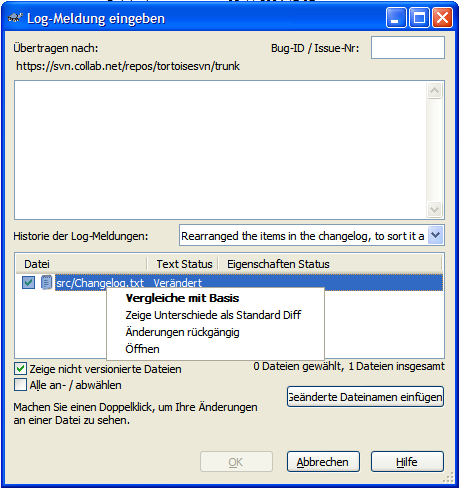 Log-Meldung eingeben
Übertragen nach:
Bug-ID / Issue-Nr:
https://svn.collab.net/repos/tortoisesvn/trunk
Historie der Log-Meldungen:
Rearranged the items in the changelog, to sort it a
Datei Text Status Eigenschaften Status
src/Changelog.txt Verändert
Vergleiche mit Basis
Zeige Unterschiede als Standard Diff
Änderungen rückgängig
Öffnen
Zeige nicht versionierte Dateien
0 Dateien gewählt, 1 Dateien insgesamt
Alle an- / abwählen
Geänderte Dateinamen einfügen
Machen Sie einen Doppelklick, um Ihre Änderungen
an einer Datei zu sehen.
OK Abbrechen Hilfe